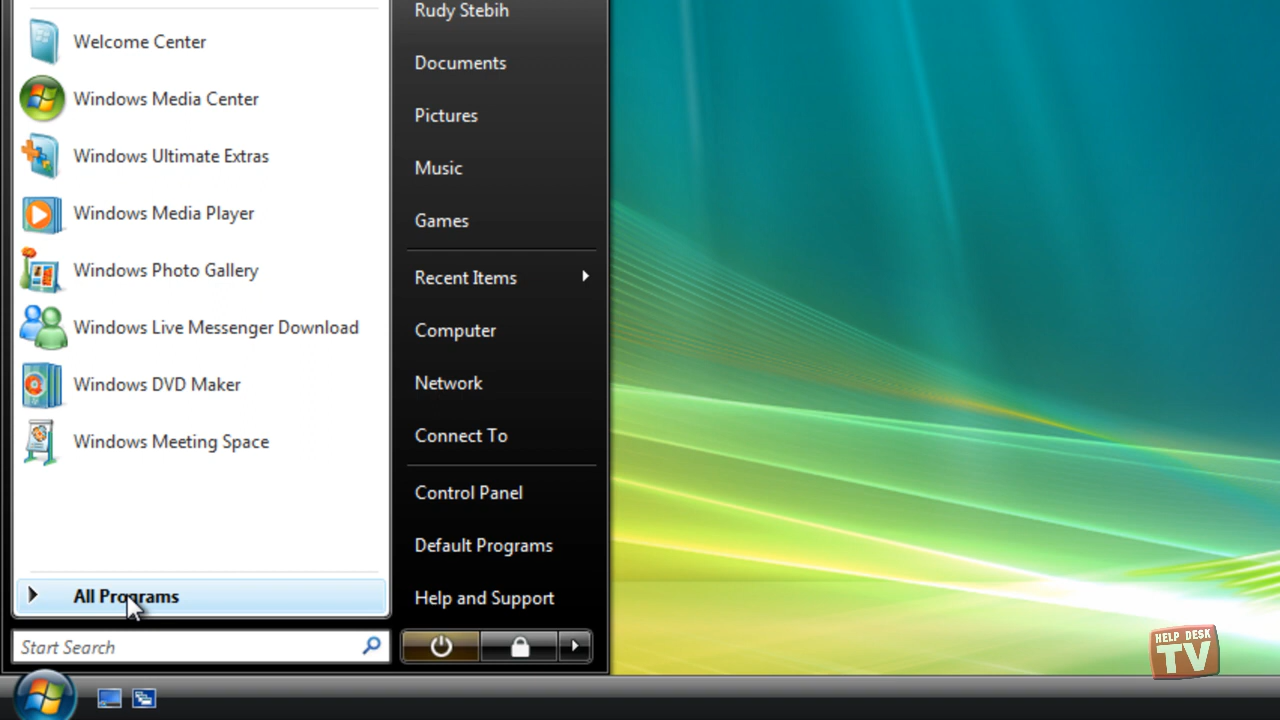 Welcome Center
Windows Media Center
Windows Ultimate Extras
Windows Media Player
Windows Photo Gallery
Windows Live Messenger Download
Windows DVD Maker
Windows Meeting Space
All Programs
Start Search
Rudy Stebih
Documents
Pictures
Music
Games
Recent Items
Computer
Network
Connect To
Control Panel
Default Programs
Help and Support
HELP DESK
TV